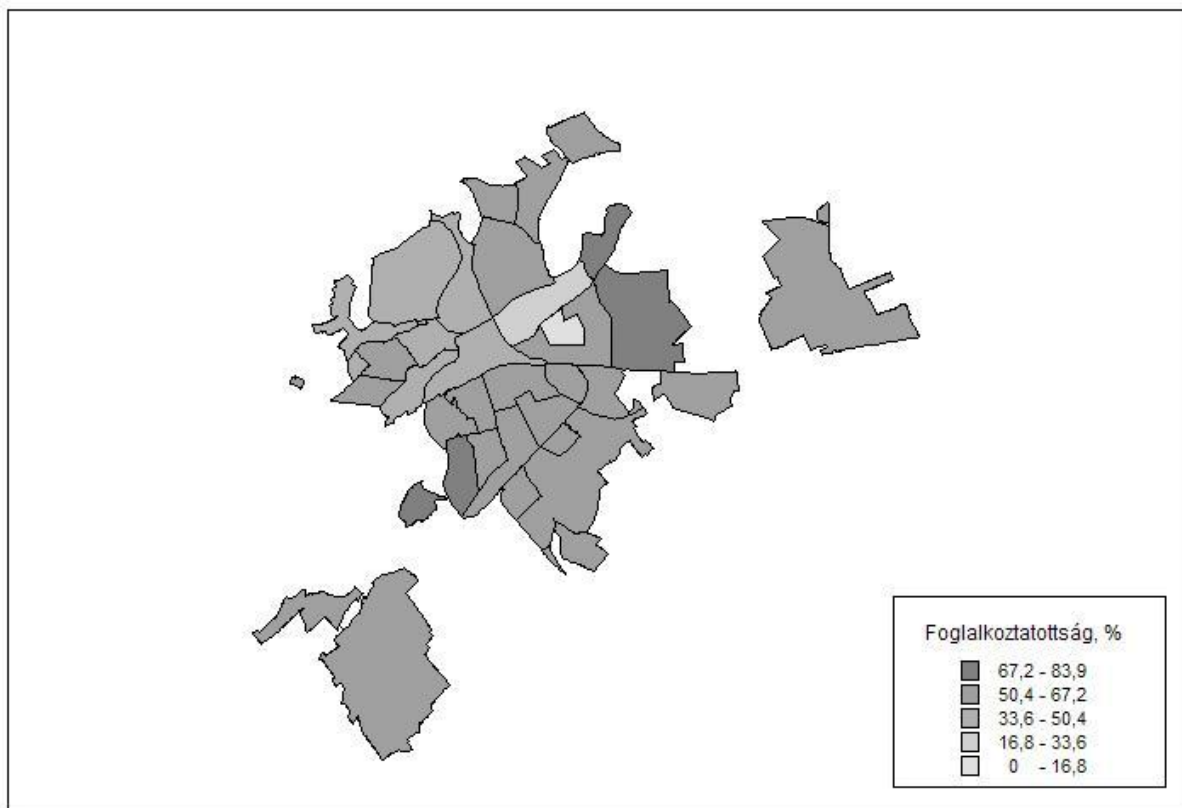 Foglalkoztatottság, %
67,2 - 83,9
50,4 - 67,2
33,6 - 50,4
16,8 - 33,6
0 - 16,8